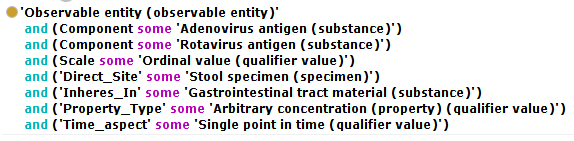 'Observable entity (observable entity)'
and (Component some 'Adenovirus antigen (substance)')
and (Component some 'Rotavirus antigen (substance)')
and (Scale some 'Ordinal value (qualifier value)')
and ('Direct_Site' some 'Stool specimen (specimen)')
and ('Inheres_In' some 'Gastrointestinal tract material (substance)')
and ('Property_Type' some 'Arbitrary concentration (property) (qualifier value)')
and ('Time_aspect' some 'Single point in time (qualifier value)')